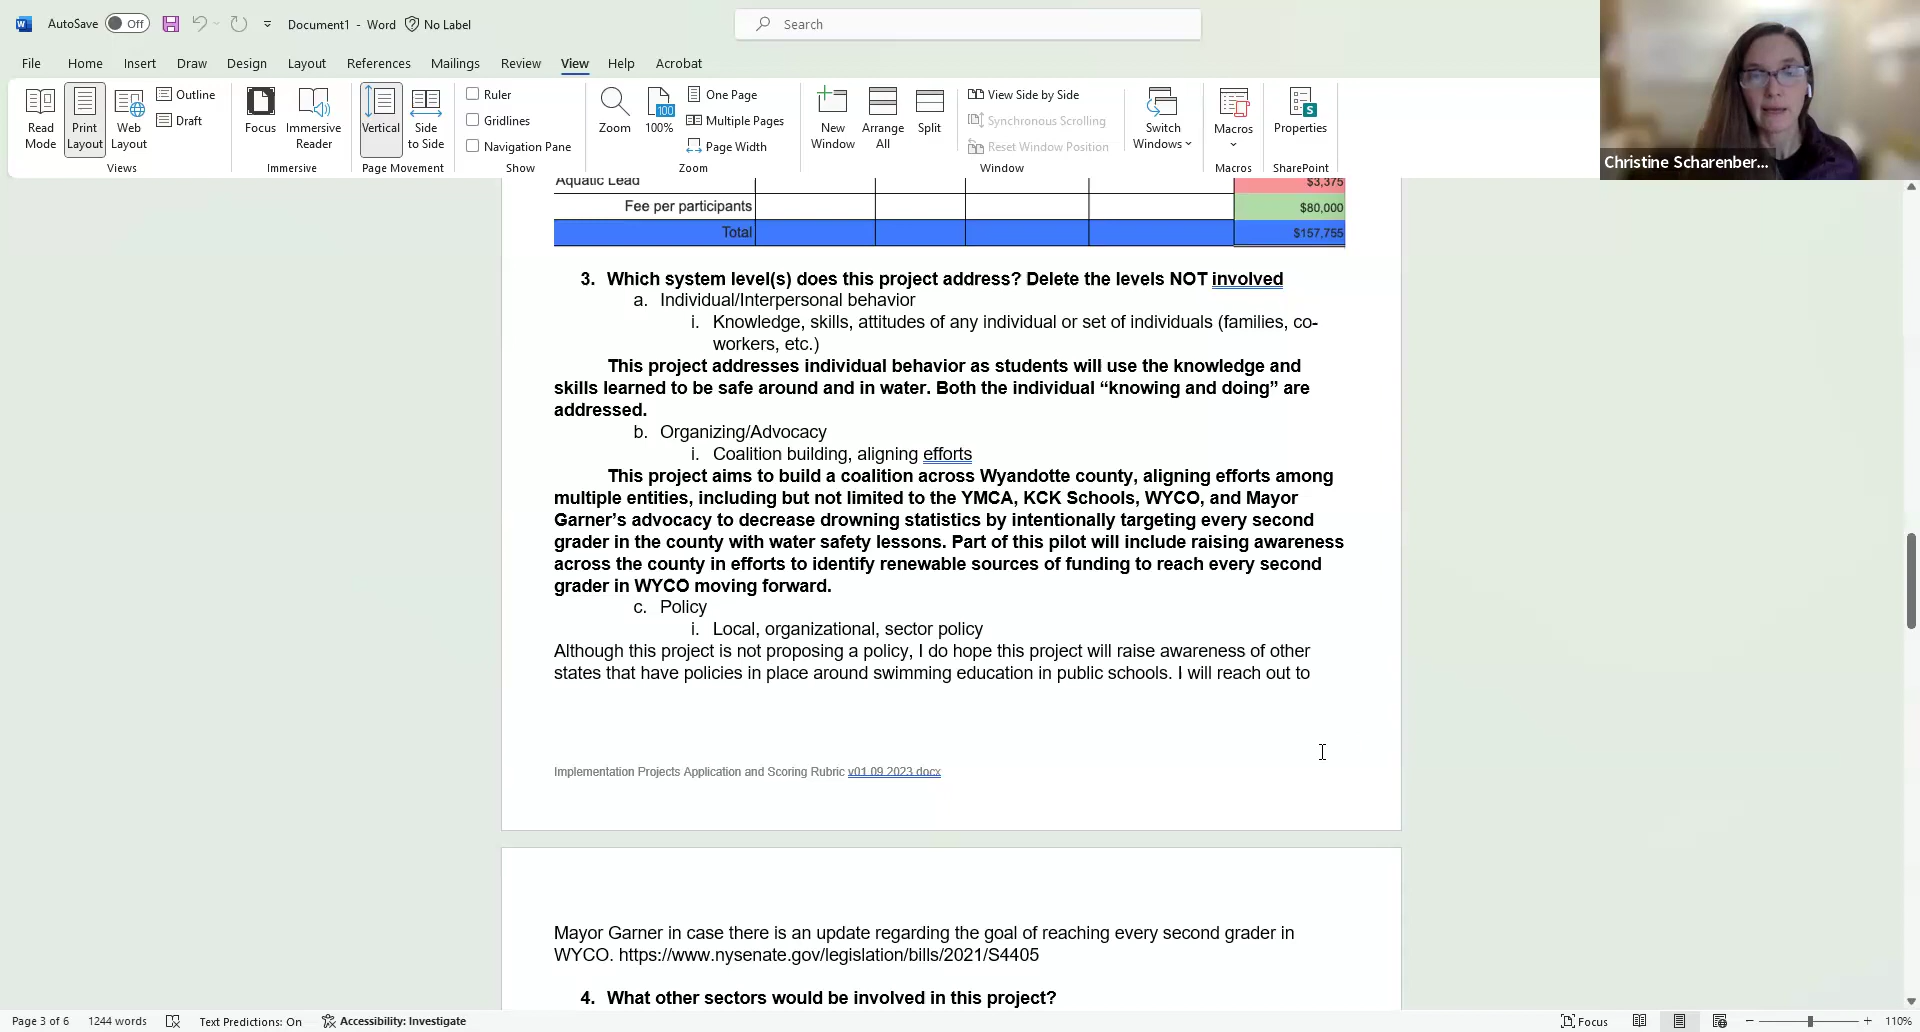 AutoSave Off Document1 - Word No Label Search
File Home Insert Draw Design Layout References Mailings Review View Help Acrobat
Read Mode Print Layout Web Layout Outline Draft Views
Focus Immersive Reader Immersive
Vertical Side to Side Page Movement
Ruler Gridlines Navigation Pane Show
Zoom 100% One Page Multiple Pages Page Width Zoom
New Window Arrange All Split View Side by Side Synchronous Scrolling Reset Window Position Switch Windows Window
Macros Macros
Properties SharePoint
Christine Scharenber...
Aquatic Lead $3,375
Fee per participants $80,000
Total $157,755
3. Which system level(s) does this project address? Delete the levels NOT involved
a. Individual/Interpersonal behavior
i. Knowledge, skills, attitudes of any individual or set of individuals (families, co-
workers, etc.)
This project addresses individual behavior as students will use the knowledge and
skills learned to be safe around and in water. Both the individual “knowing and doing” are
addressed.
b. Organizing/Advocacy
i. Coalition building, aligning efforts
This project aims to build a coalition across Wyandotte county, aligning efforts among
multiple entities, including but not limited to the YMCA, KCK Schools, WYCO, and Mayor
Garner’s advocacy to decrease drowning statistics by intentionally targeting every second
grader in the county with water safety lessons. Part of this pilot will include raising awareness
across the county in efforts to identify renewable sources of funding to reach every second
grader in WYCO moving forward.
c. Policy
i. Local, organizational, sector policy
Although this project is not proposing a policy, I do hope this project will raise awareness of other
states that have policies in place around swimming education in public schools. I will reach out to
Implementation Projects Application and Scoring Rubric v01.09.2023.docx
Mayor Garner in case there is an update regarding the goal of reaching every second grader in
WYCO. https://www.nysenate.gov/legislation/bills/2021/S4405
4. What other sectors would be involved in this project?
Page 3 of 6 1244 words Text Predictions: On Accessibility: Investigate Focus 110%